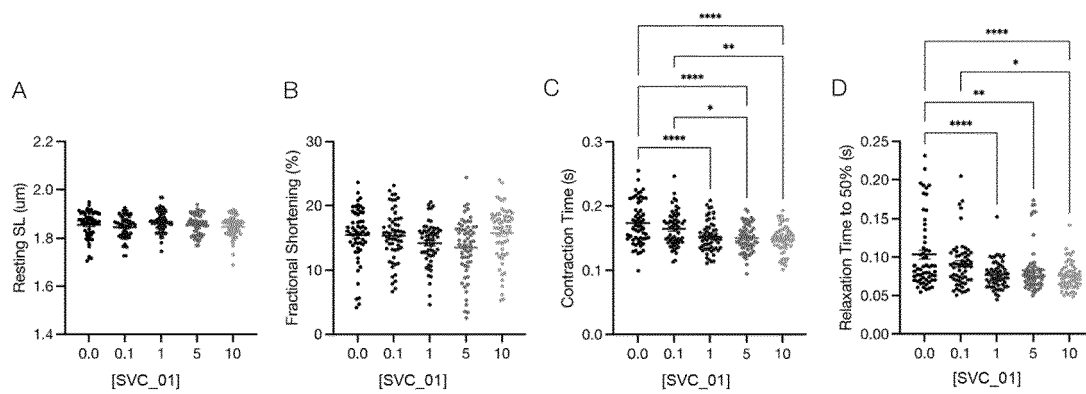 A
Resting SL (um)
2.2
2.0
1.8
1.6
1.4
0.0 0.1 1 5 10
[SVC_01]
B
Fractional Shortening (%)
30
20
10
0
0.0 0.1 1 5 10
[SVC_01]
C
****
**
****
*
****
Contraction Time (s)
0.3
0.2
0.1
0.0
0.0 0.1 1 5 10
[SVC_01]
D
****
*
**
****
Relaxation Time to 50% (s)
0.25
0.20
0.15
0.10
0.05
0.00
0.0 0.1 1 5 10
[SVC_01]